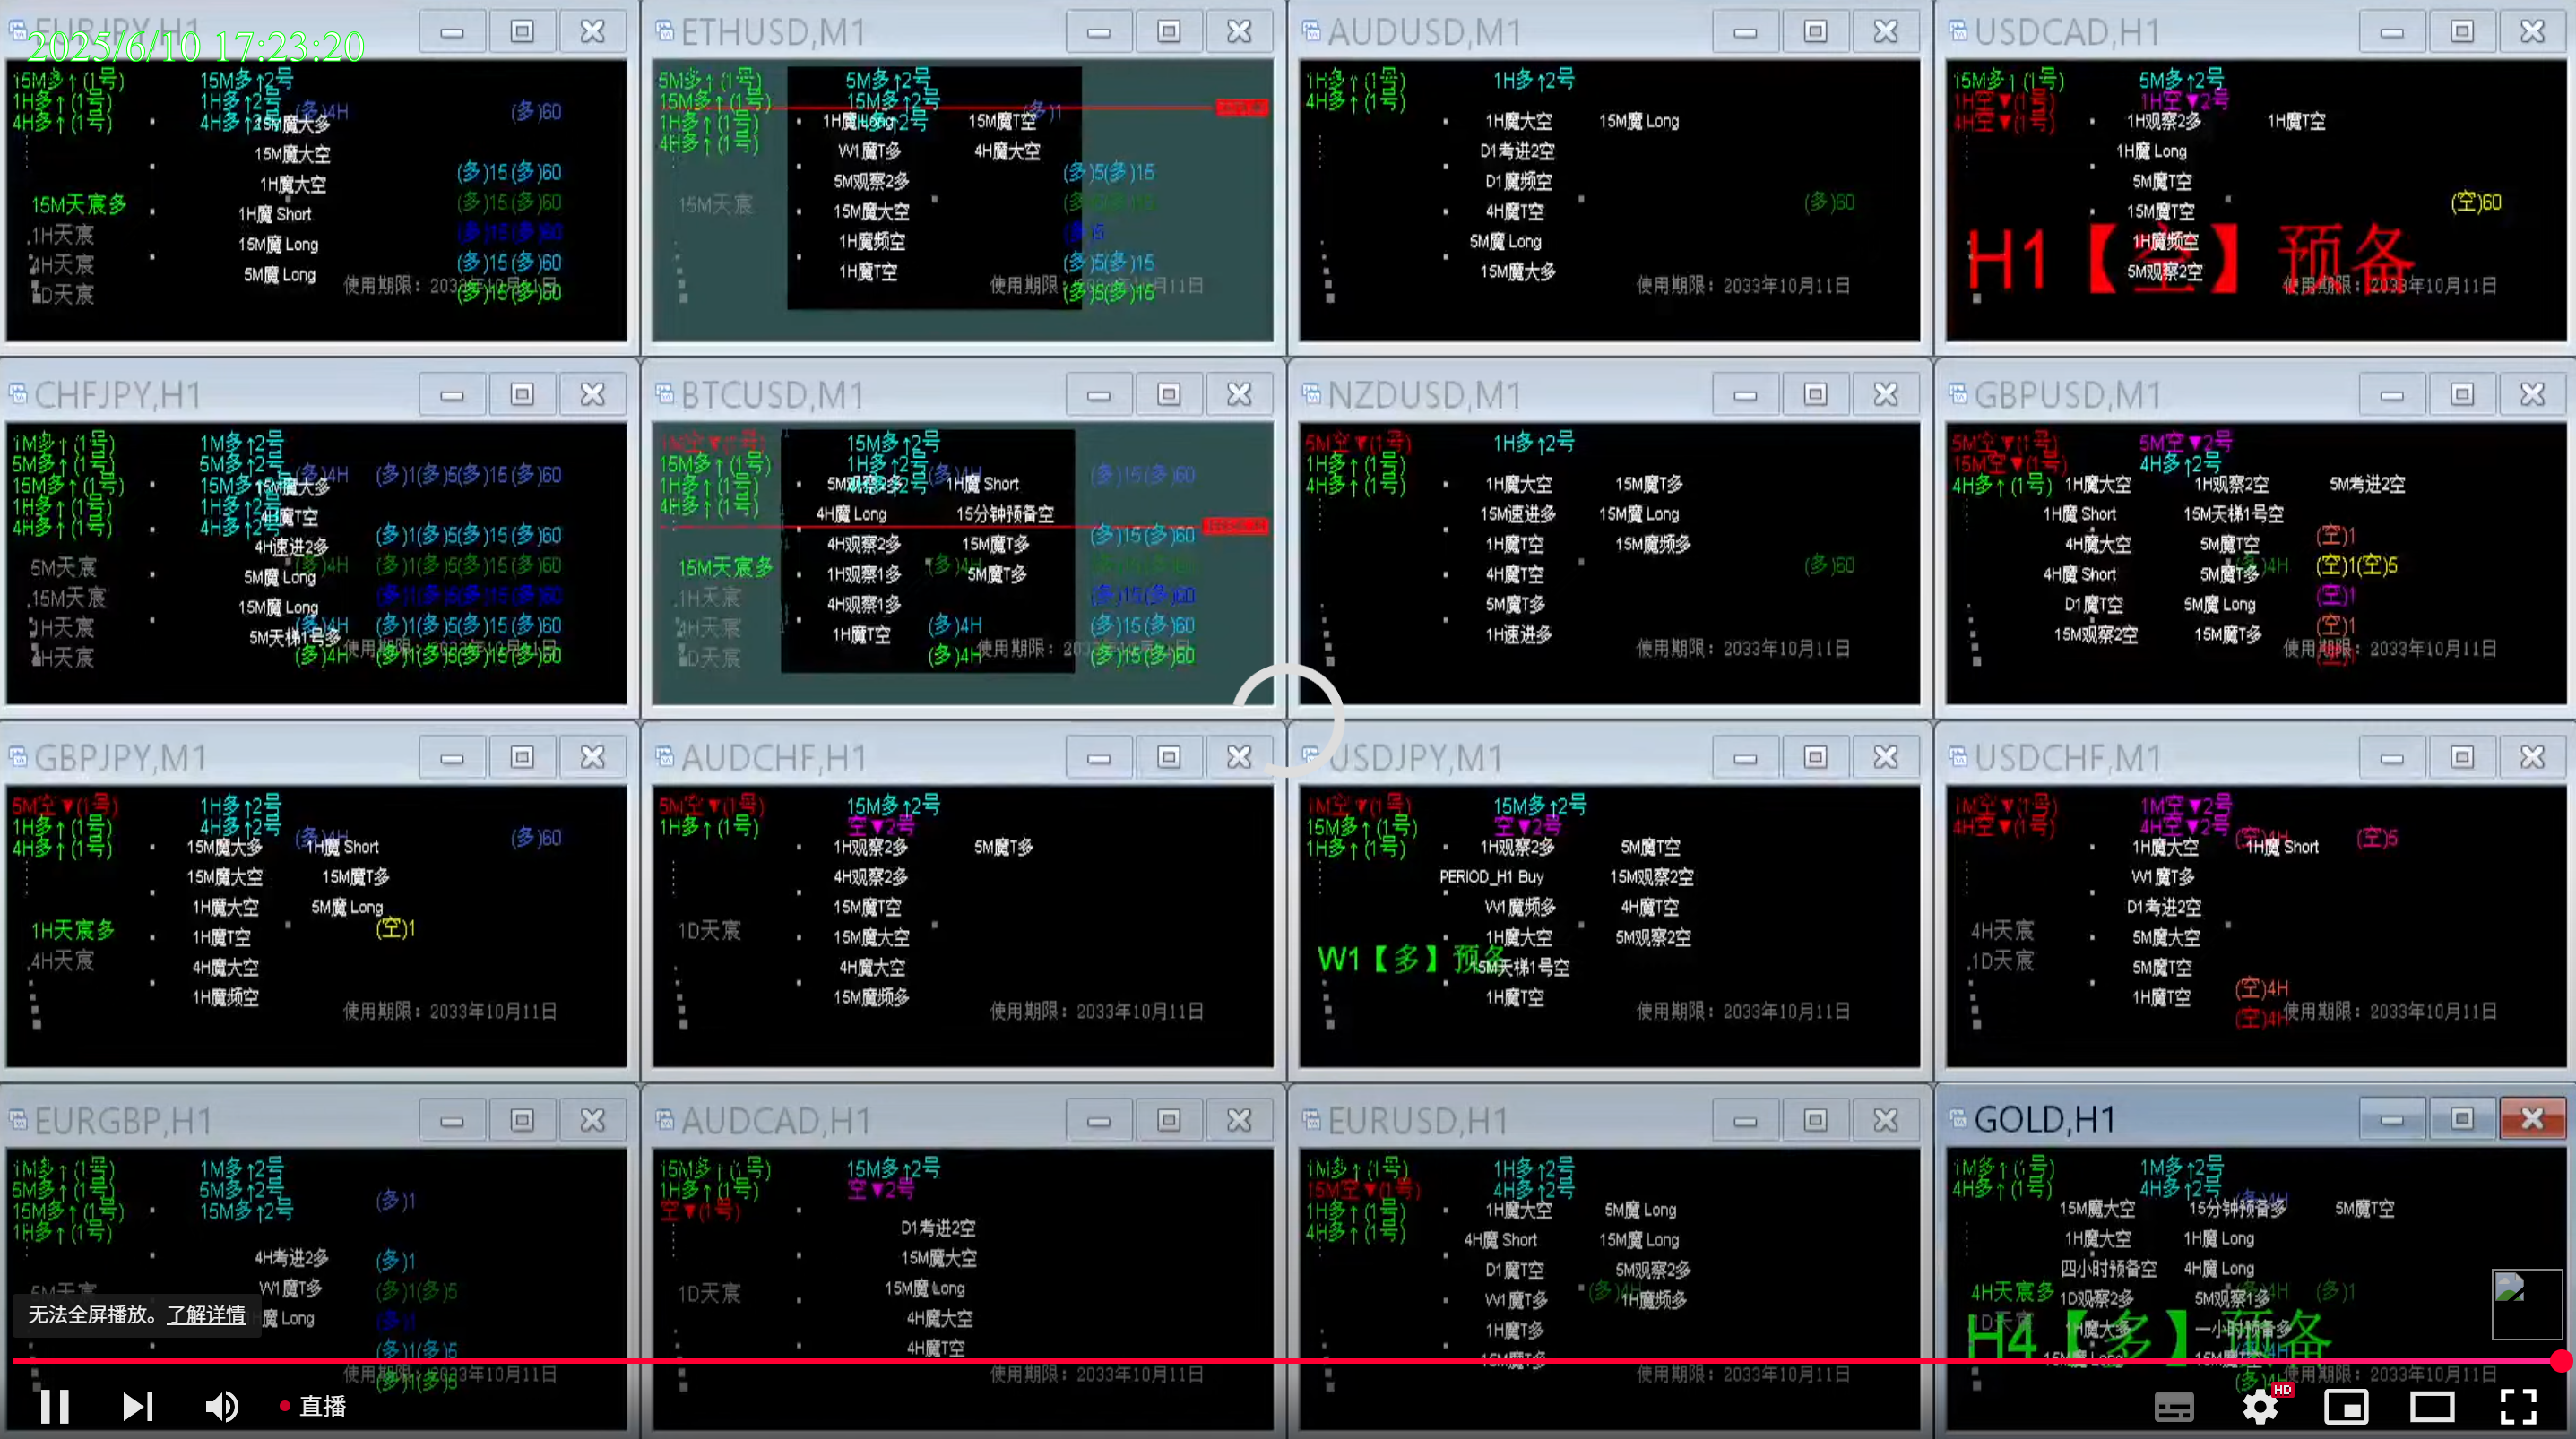 EURJPY,H1
2025/6/10 17:23:20
15M多↑(1号) 15M多↑2号
1H多↑(1号) 1H多↑2号 (多)4H (多)60
4H多↑(1号) 4H多↑2号
15M魔大多
15M魔大空
(多)15(多)60
1H魔大空
15M天宸多 (多)15(多)60
1H魔 Short
.1H天宸 (多)15(多)60
15M魔 Long
4H天宸 (多)15(多)60
5M魔 Long
使用期限：2033年10月11日
1D天宸 (多)15(多)60
ETHUSD,M1
5M多↑(1号) 5M多↑2号
15M多↑(1号) 15M多↑2号 (多)1
1H多↑(1号)
1H魔 Long 15M魔T空
4H多↑(1号)
W1魔T多 4H魔大空
5M观察2多 (多)5(多)15
15M天宸
15M魔大空
1H魔频空
1H魔T空 (多)5(多)15
使用期限：2033年10月11日
(多)5(多)15
AUDUSD,M1
1H多↑(1号) 1H多↑2号
4H多↑(1号)
1H魔大空 15M魔 Long
D1考进2空
D1魔频空
4H魔T空 (多)60
5M魔 Long
15M魔大多
使用期限：2033年10月11日
USDCAD,H1
15M多↑(1号) 5M多↑2号
1H空▼(1号) 1H空▼2号
4H空▼(1号) 1H观察2多 1H魔T空
1H魔 Long
5M魔T空
15M魔T空 (空)60
1H魔频空
H1【空】预备
5M观察2空
使用期限：2033年10月11日
CHFJPY,H1
1M多↑(1号) 1M多↑2号
5M多↑(1号) 5M多↑2号
(多)4H (多)1(多)5(多)15(多)60
15M多↑(1号) 15M多↑2号
15M魔大多
1H多↑(1号) 1H多↑2号
4H魔T空
4H多↑(1号) 4H多↑2号
(多)1(多)5(多)15(多)60
4H速进2多
5M天宸 (多)4H (多)1(多)5(多)15(多)60
5M魔 Long
.15M天宸 (多)1(多)5(多)15(多)60
15M魔 Long
1H天宸 (多)4H (多)1(多)5(多)15(多)60
5M天梯1号多
使用期限：2033年10月11日
4H天宸 (多)4H (多)1(多)5(多)15(多)60
BTCUSD,M1
1M空▼(1号) 15M多↑2号
15M多↑(1号) 1H多↑2号
(多)4H (多)15(多)60
1H多↑(1号)
5M观察2多 1H魔 Short
4H多↑(1号)
4H魔 Long 15分钟预备空
(多)15(多)60
4H观察2多 15M魔T多
15M天宸多 (多)4H
1H观察1多 5M魔T多
.1H天宸 (多)15(多)60
4H观察1多
4H天宸 (多)4H (多)15(多)60
1H魔T空
使用期限：2033年10月11日
1D天宸 (多)4H (多)15(多)60
NZDUSD,M1
5M空▼(1号) 1H多↑2号
1H多↑(1号)
4H多↑(1号) 1H魔大空 15M魔T多
15M速进多 15M魔 Long
1H魔T空 15M魔频多
4H魔T空 (多)60
5M魔T多
1H速进多
使用期限：2033年10月11日
GBPUSD,M1
5M空▼(1号) 5M空▼2号
15M空▼(1号) 4H多↑2号
4H多↑(1号) 1H魔大空 1H观察2空 5M考进2空
1H魔 Short 15M天梯1号空
(空)1
4H魔大空 5M魔T空
(多)4H (空)1(空)5
4H魔 Short 5M魔T多
(空)1
D1魔T空 5M魔 Long
(空)1
15M观察2空 15M魔T多
使用期限：2033年10月11日
GBPJPY,M1
5M空▼(1号) 1H多↑2号
1H多↑(1号) 4H多↑2号
(多)4H (多)60
4H多↑(1号) 15M魔大多 1H魔 Short
15M魔大空 15M魔T多
1H魔大空 5M魔 Long
1H天宸多 (空)1
1H魔T空
.4H天宸
4H魔大空
1H魔频空
使用期限：2033年10月11日
AUDCHF,H1
5M空▼(1号) 15M多↑2号
1H多↑(1号) 空▼2号
1H观察2多 5M魔T多
4H观察2多
15M魔T空
1D天宸
15M魔大空
4H魔大空
15M魔频多
使用期限：2033年10月11日
USDJPY,M1
1M空▼(1号) 15M多↑2号
15M多↑(1号) 空▼2号
1H多↑(1号) 1H观察2多 5M魔T空
PERIOD_H1 Buy 15M观察2空
W1魔频多 4H魔T空
1H魔大空 5M观察2空
W1【多】预备
15M天梯1号空
1H魔T空
使用期限：2033年10月11日
USDCHF,M1
1M空▼(1号) 1M空▼2号
4H空▼(1号) 4H空▼2号
(空)4H (空)5
1H魔大空 1H魔 Short
W1魔T多
D1考进2空
4H天宸
5M魔大空
.1D天宸
5M魔T空
(空)4H
1H魔T空
使用期限：2033年10月11日
(空)4H
EURGBP,H1
1M多↑(1号) 1M多↑2号
5M多↑(1号) 5M多↑2号
(多)1
15M多↑(1号) 15M多↑2号
1H多↑(1号)
4H考进2多 (多)1
5M天宸 W1魔T多 (多)1(多)5
魔 Long
(多)1(多)5
使用期限：2033年10月11日
(多)1(多)5
AUDCAD,H1
15M多↑(1号) 15M多↑2号
1H多↑(1号) 空▼2号
空▼(1号)
D1考进2空
15M魔大空
15M魔 Long
1D天宸
4H魔大空
4H魔T空
使用期限：2033年10月11日
EURUSD,H1
1M多↑(1号) 1H多↑2号
15M空▼(1号) 4H多↑2号
1H多↑(1号) 1H魔大空 5M魔 Long
4H多↑(1号)
4H魔 Short 15M魔 Long
D1魔T空 5M观察2多
W1魔T多 1H魔频多
1H魔T多
15M魔T多
使用期限：2033年10月11日
GOLD,H1
1M多↑(1号) 1M多↑2号
4H多↑(1号) 4H多↑2号
15M魔大空 15分钟预备多 5M魔T空
1H魔大空 1H魔 Long
四小时预备空 4H魔 Long
4H天宸多 (多)4H (多)1
1D观察2多 5M观察1多
1D天宸
1H魔大多 一小时预备多
H4【多】预备
15M魔 Long
使用期限：2033年10月11日
无法全屏播放。了解详情
直播
HD